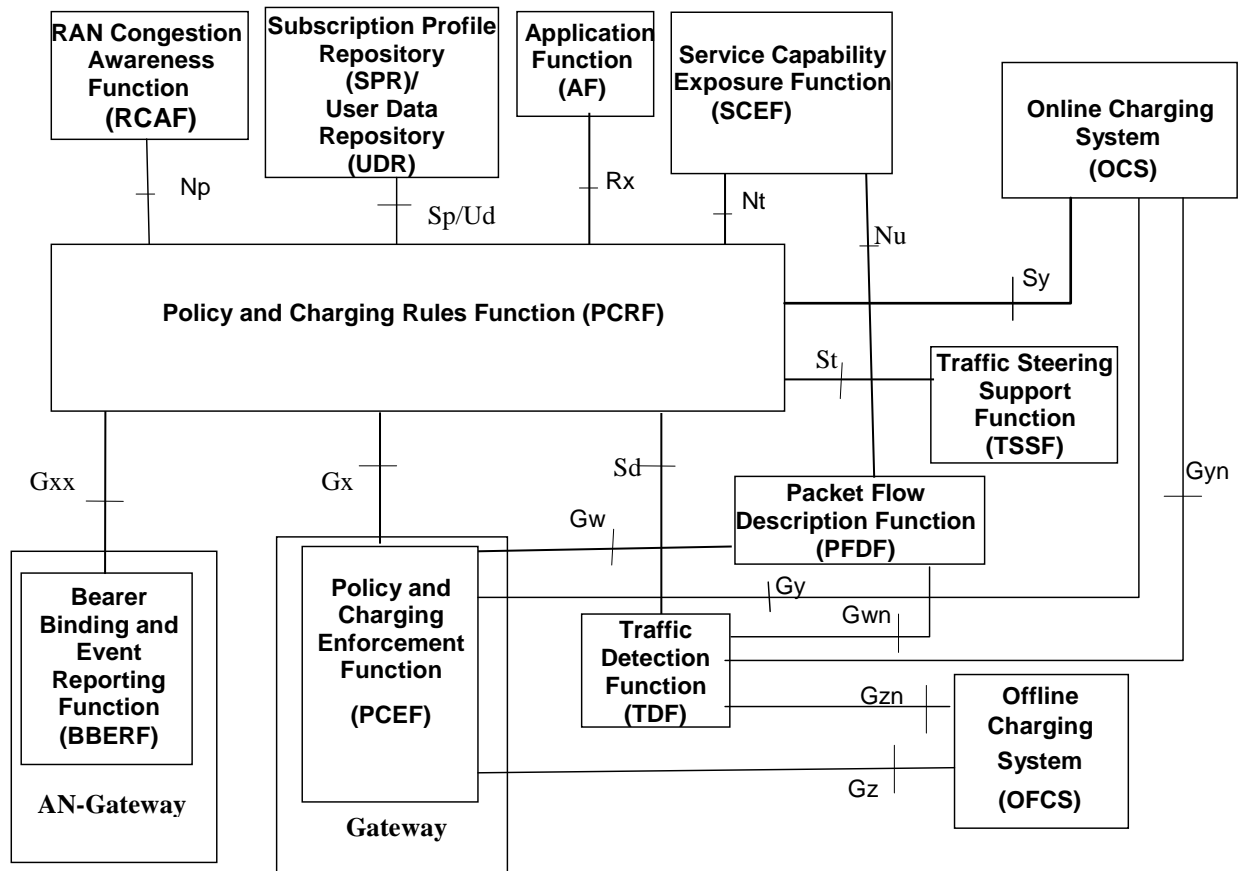 RAN Congestion
Awareness
Function
(RCAF)
Subscription Profile
Repository
(SPR)/
User Data
Repository
(UDR)
Application
Function
(AF)
Service Capability
Exposure Function
(SCEF)
Online Charging
System
(OCS)
Np
Sp/Ud
Rx
Nt
Nu
Sy
Policy and Charging Rules Function (PCRF)
St
Traffic Steering
Support
Function
(TSSF)
Gxx
Gx
Sd
Gyn
Gw
Packet Flow
Description Function
(PFDF)
Gy
Gwn
Bearer
Binding and
Event
Reporting
Function
(BBERF)
AN-Gateway
Policy and
Charging
Enforcement
Function
(PCEF)
Gateway
Traffic
Detection
Function
(TDF)
Gzn
Gz
Offline
Charging
System
(OFCS)